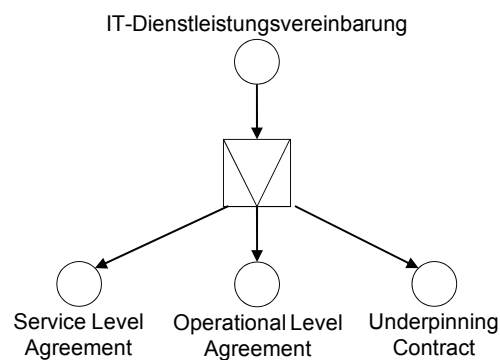 IT-Dienstleistungsvereinbarung
Service Level
Agreement
Operational Level
Agreement
Underpinning
Contract